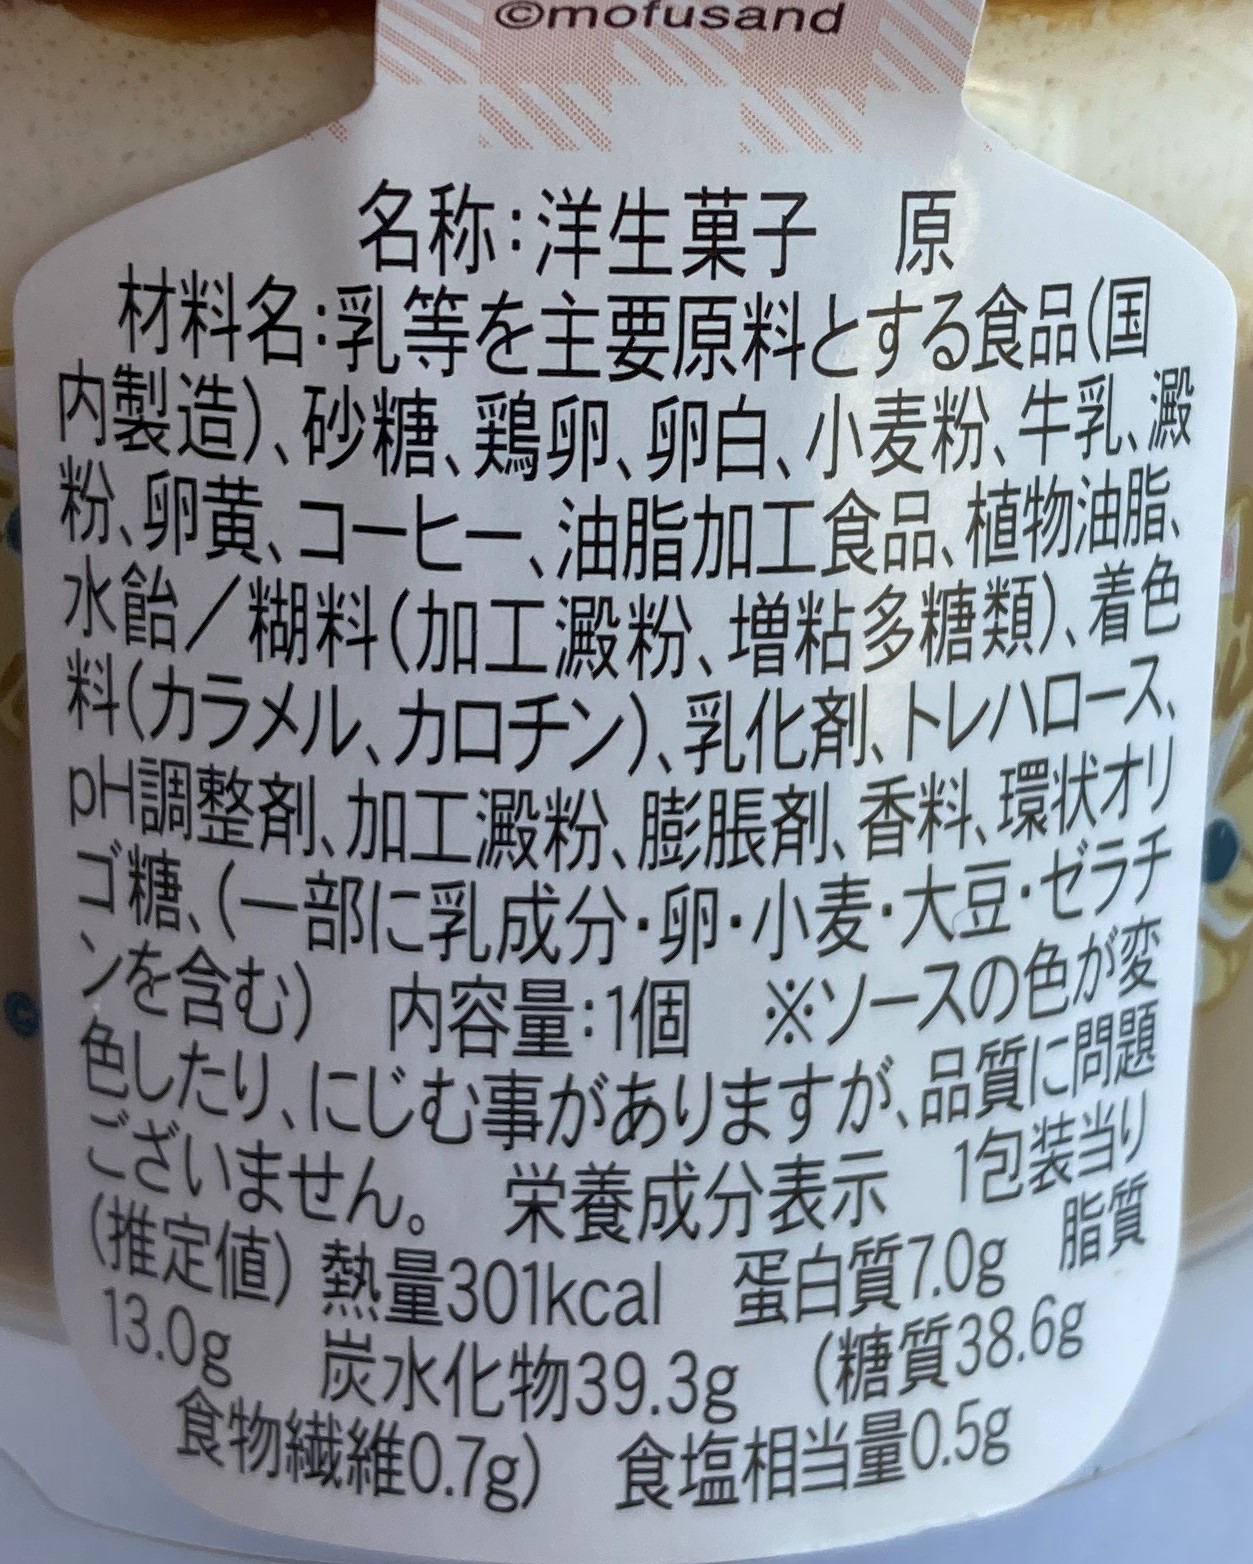 ©mofusand
名称:洋生菓子 原
材料名:乳等を主要原料とする食品(国
内製造)、砂糖、鶏卵、卵白、小麦粉、牛乳、澱
粉、卵黄、コーヒー、油脂加工食品、植物油脂、
水飴/糊料(加工澱粉、増粘多糖類)、着色
料(カラメル、カロチン)、乳化剤、トレハロース、
pH調整剤、加工澱粉、膨脹剤、香料、環状オリ
ゴ糖、(一部に乳成分・卵・小麦・大豆・ゼラチ
ンを含む) 内容量:1個 ※ソースの色が変
色したり、にじむ事がありますが、品質に問題
ございません。 栄養成分表示 1包装当り
(推定値) 熱量301kcal 蛋白質7.0g 脂質
13.0g 炭水化物39.3g (糖質38.6g
食物繊維0.7g) 食塩相当量0.5g